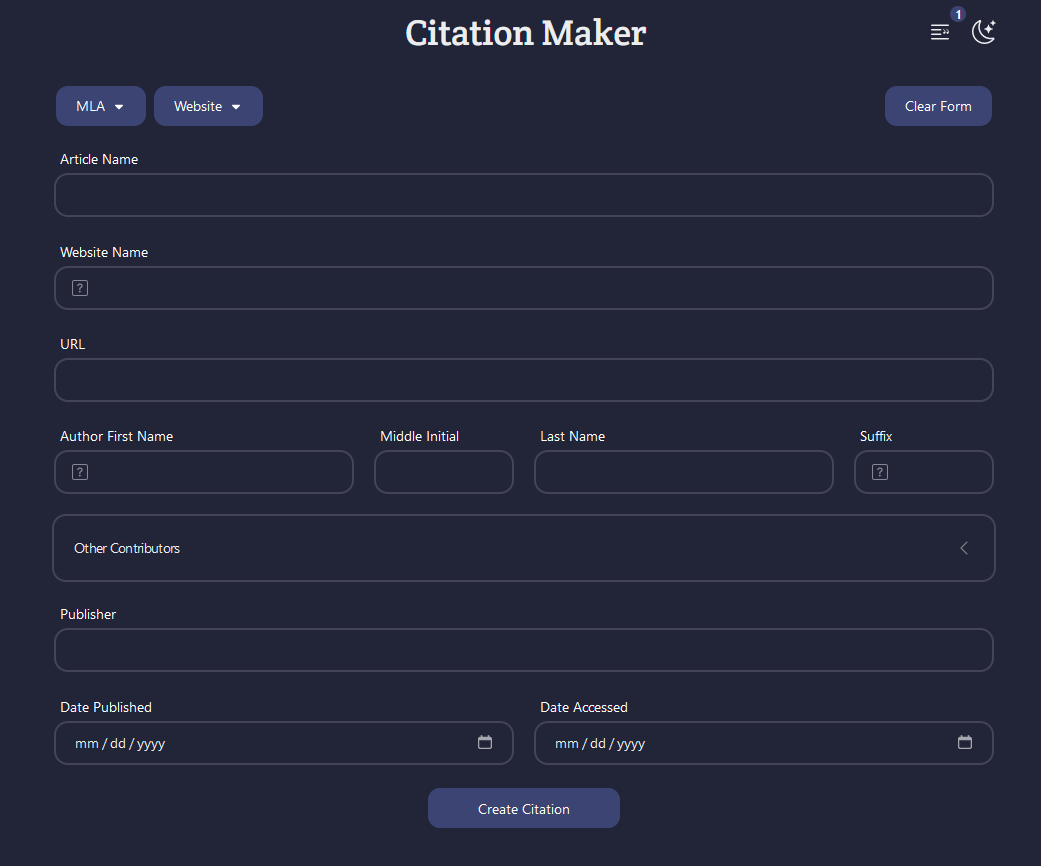 Citation Maker
1
MLA
Website
Clear Form
Article Name
Website Name
?
URL
Author First Name
Middle Initial
Last Name
Suffix
?
?
Other Contributors
Publisher
Date Published
Date Accessed
mm/dd/yyyy
mm/dd/yyyy
Create Citation